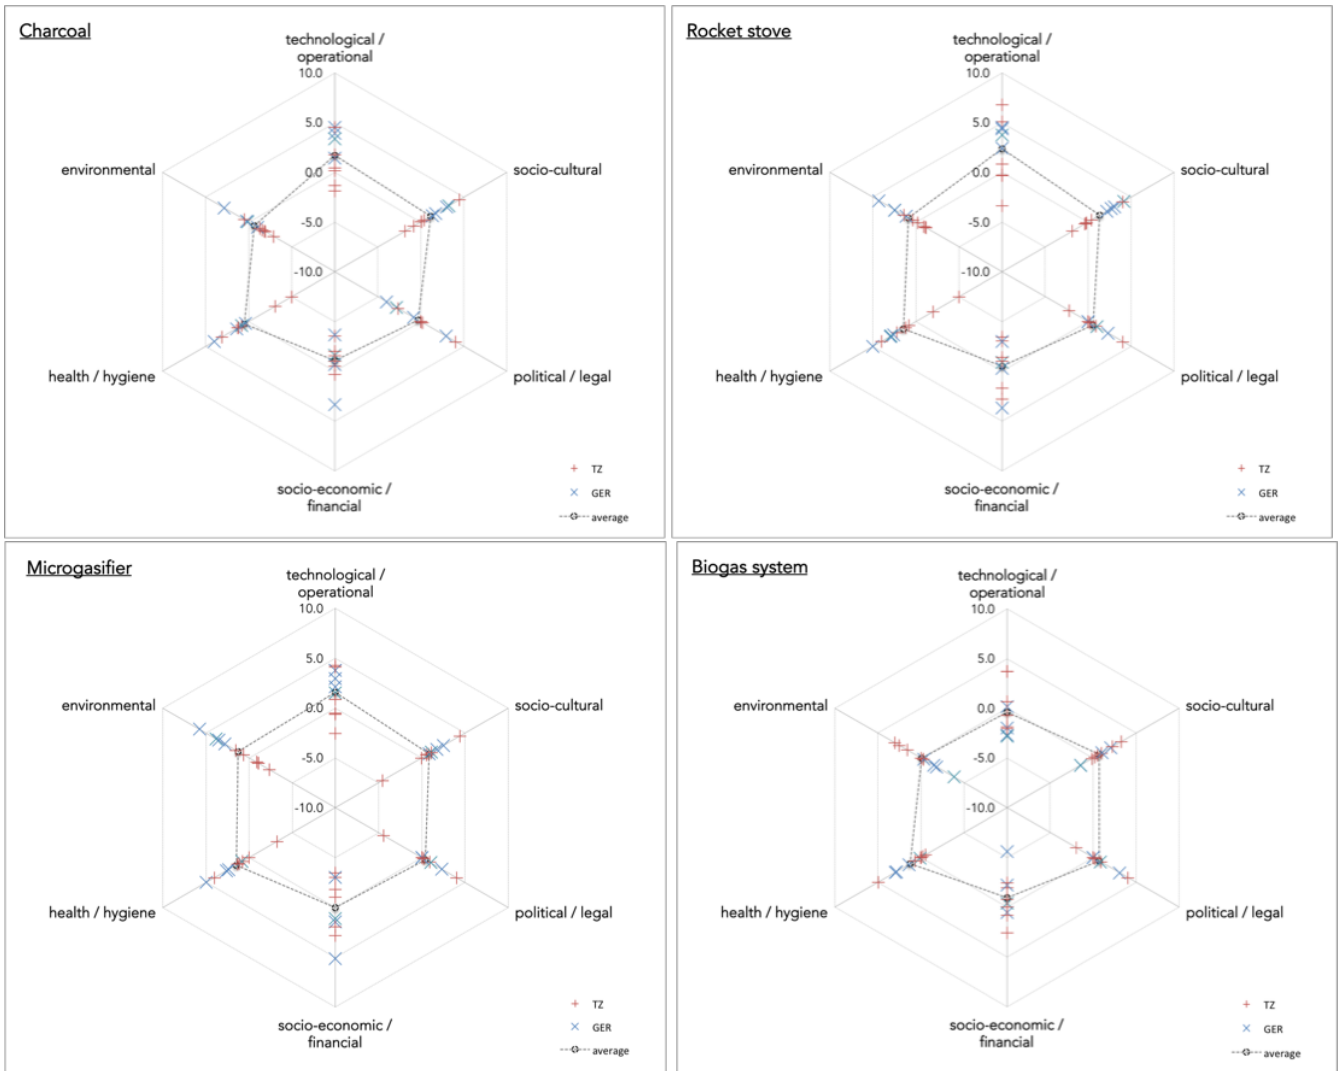 Charcoal
technological /
operational
10.0
5.0
0.0
-5.0
-10.0
environmental
socio-cultural
health / hygiene
political / legal
socio-economic /
financial
TZ
GER
average
Rocket stove
technological /
operational
10.0
5.0
0.0
-5.0
-10.0
environmental
socio-cultural
health / hygiene
political / legal
socio-economic /
financial
TZ
GER
average
Microgasifier
technological /
operational
10.0
5.0
0.0
-5.0
-10.0
environmental
socio-cultural
health / hygiene
political / legal
socio-economic /
financial
TZ
GER
average
Biogas system
technological /
operational
10.0
5.0
0.0
-5.0
-10.0
environmental
socio-cultural
health / hygiene
political / legal
socio-economic /
financial
TZ
GER
average